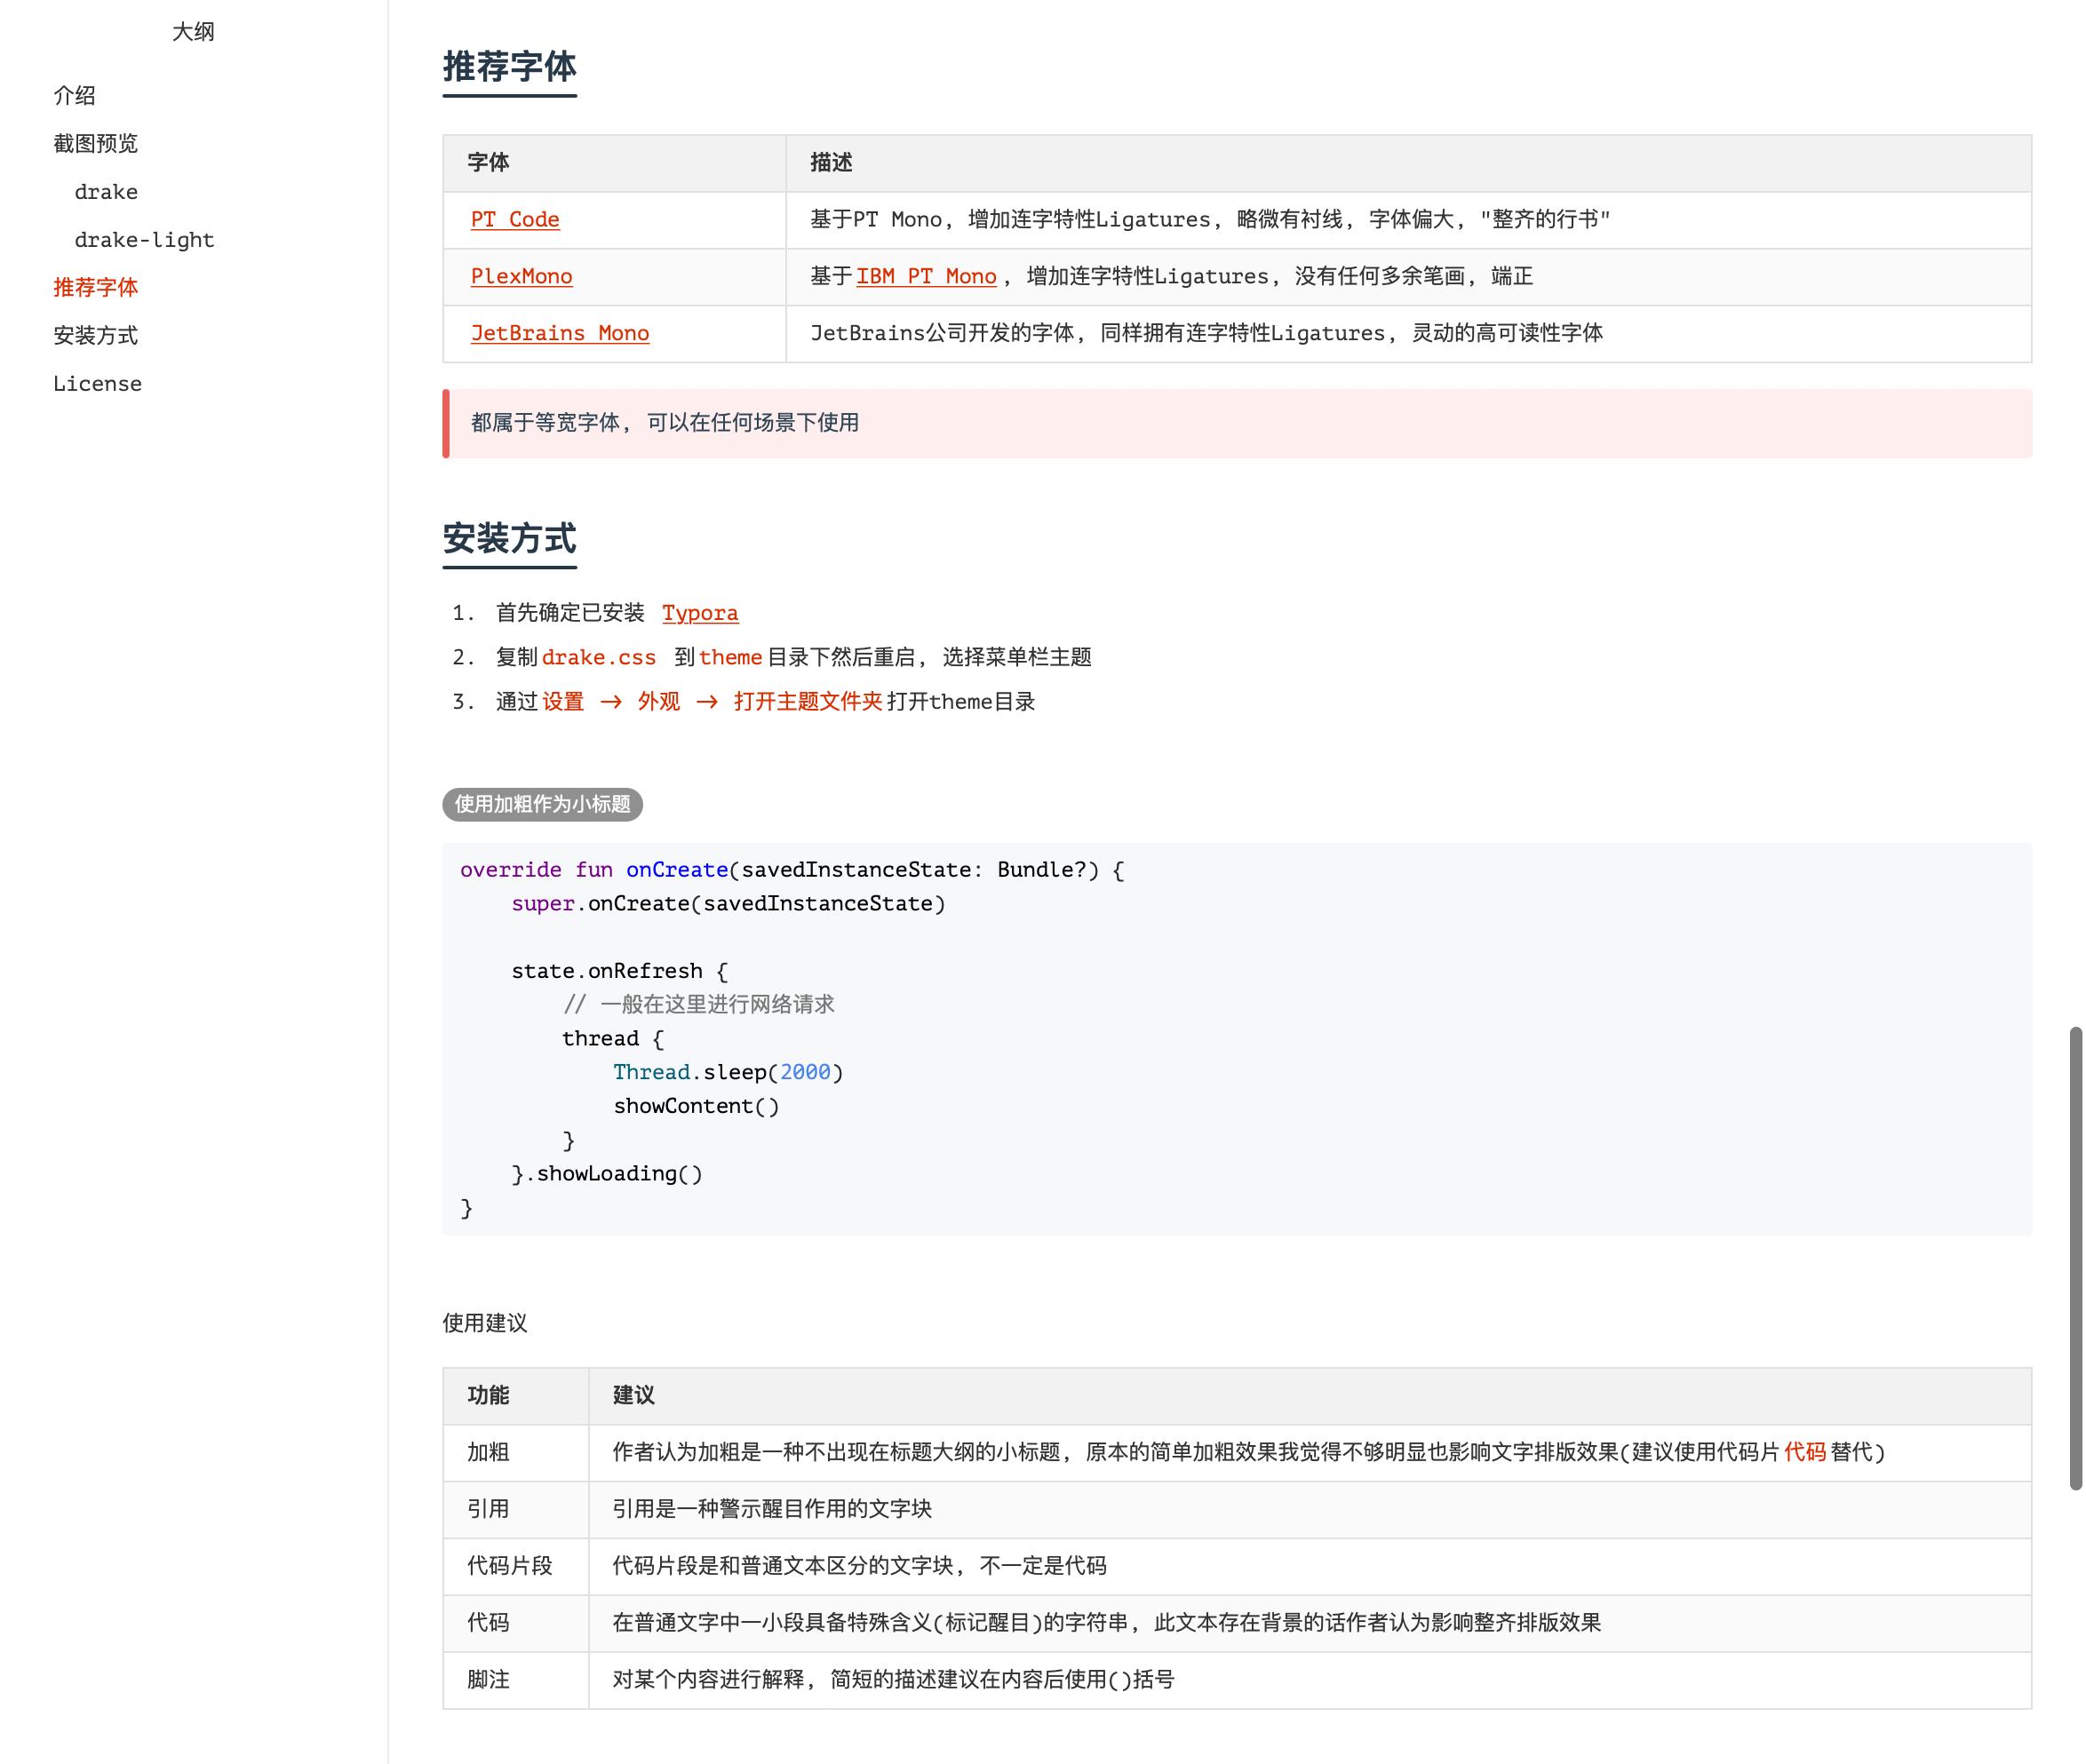 大纲
介绍
截图预览
drake
drake-light
推荐字体
安装方式
License
推荐字体
字体 描述
PT Code 基于PT Mono, 增加连字特性Ligatures, 略微有衬线, 字体偏大, "整齐的行书"
PlexMono 基于IBM PT Mono, 增加连字特性Ligatures, 没有任何多余笔画, 端正
JetBrains Mono JetBrains公司开发的字体, 同样拥有连字特性Ligatures, 灵动的高可读性字体
都属于等宽字体, 可以在任何场景下使用
安装方式
1. 首先确定已安装 Typora
2. 复制drake.css 到theme目录下然后重启, 选择菜单栏主题
3. 通过设置 -> 外观 -> 打开主题文件夹打开theme目录
使用加粗作为小标题
override fun onCreate(savedInstanceState: Bundle?) {
    super.onCreate(savedInstanceState)
    state.onRefresh {
        // 一般在这里进行网络请求
        thread {
            Thread.sleep(2000)
            showContent()
        }
    }.showLoading()
}
使用建议
功能 建议
加粗 作者认为加粗是一种不出现在标题大纲的小标题, 原本的简单加粗效果我觉得不够明显也影响文字排版效果(建议使用代码片代码替代)
引用 引用是一种警示醒目作用的文字块
代码片段 代码片段是和普通文本区分的文字块, 不一定是代码
代码 在普通文字中一小段具备特殊含义(标记醒目)的字符串, 此文本存在背景的话作者认为影响整齐排版效果
脚注 对某个内容进行解释, 简短的描述建议在内容后使用()括号